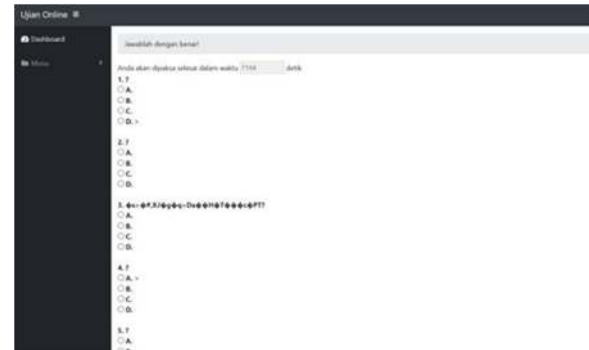 Ujian Online
Dashboard
Menu
Jawablah dengan benar!
Anda akan dipaksa selesai dalam waktu detik
1. ?
A.
B.
C.
D. >
2. ?
A.
B.
C.
D.
3.
A.
B.
C.
D.
4. ?
A. >
B.
C.
D.
5. ?
A.